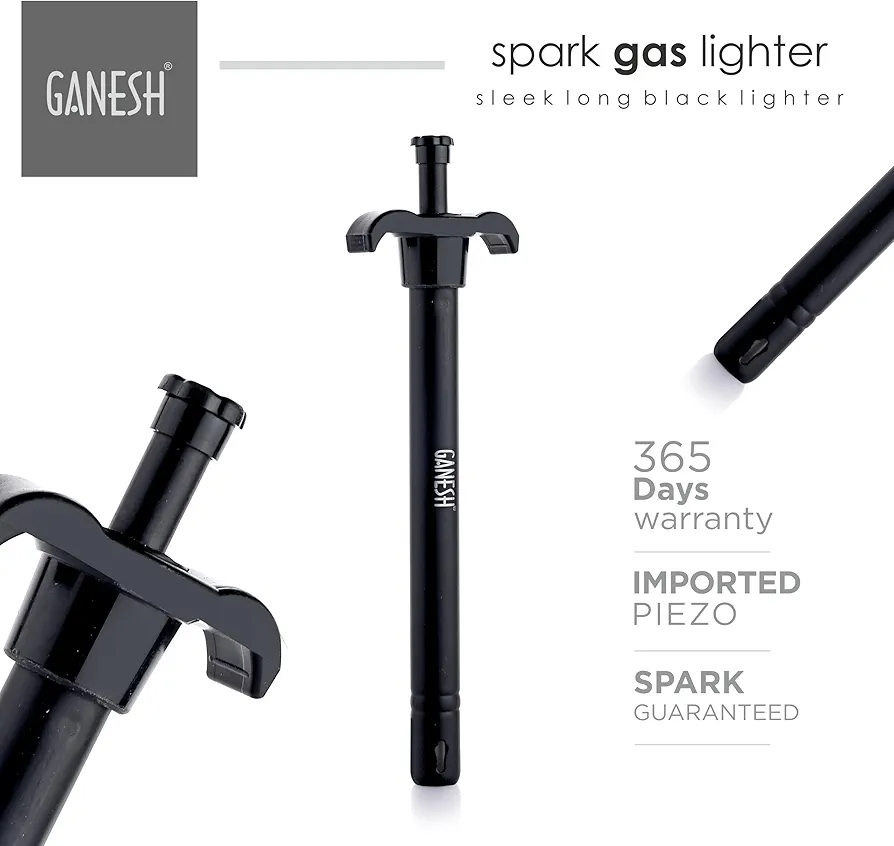 GANESH®
spark gas lighter
sleek long black lighter
GANESH
365
Days
warranty
IMPORTED
PIEZO
SPARK
GUARANTEED